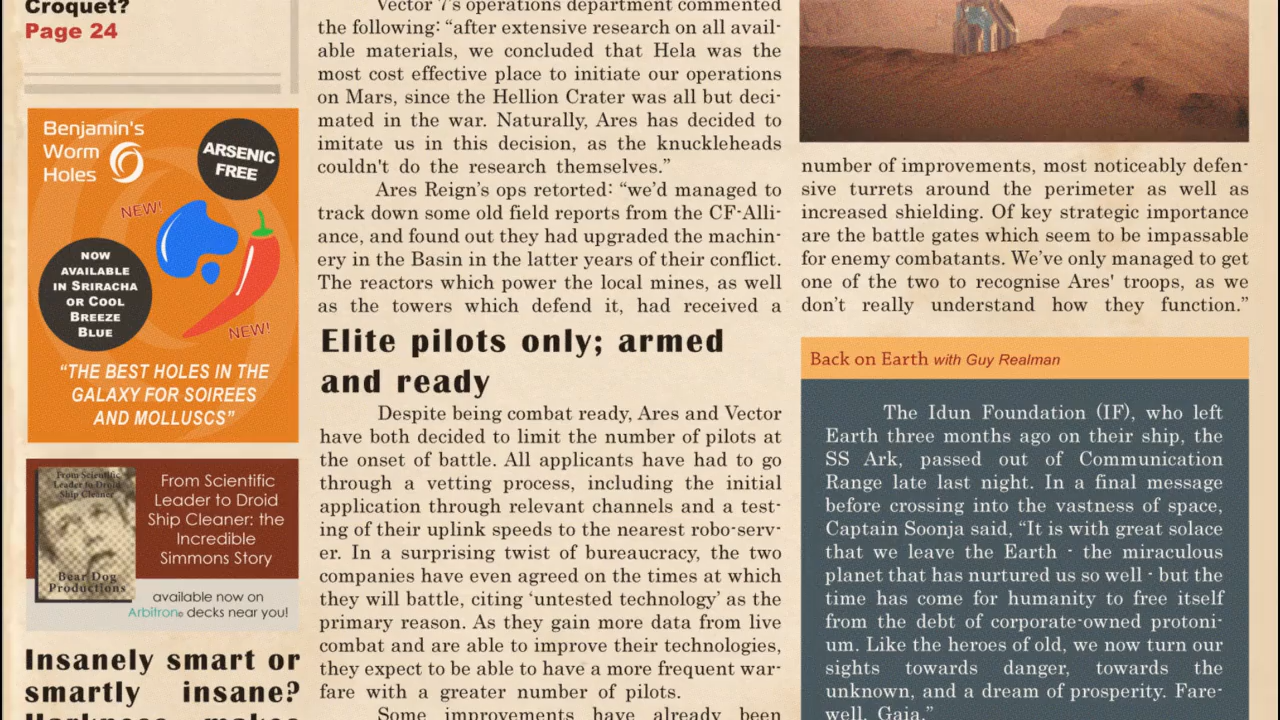 Croquet?
Page 24
Benjamin's
Worm
Holes
ARSENIC
FREE
NEW!
NOW
AVAILABLE
IN SRIRACHA
OR COOL
BREEZE
BLUE
NEW!
“THE BEST HOLES IN THE
GALAXY FOR SOIREES
AND MOLLUSCS”
From Scientific
Leader to Droid
Ship Cleaner
Bear Dog
Productions
From Scientific
Leader to Droid
Ship Cleaner: the
Incredible
Simmons Story
available now on
Arbitron decks near you!
Insanely smart or
smartly insane?
Harkness makes
Vector 7's operations department commented
the following: “after extensive research on all avail-
able materials, we concluded that Hela was the
most cost effective place to initiate our operations
on Mars, since the Hellion Crater was all but deci-
mated in the war. Naturally, Ares has decided to
imitate us in this decision, as the knuckleheads
couldn't do the research themselves.”
Ares Reign's ops retorted: “we'd managed to
track down some old field reports from the CF-Alli-
ance, and found out they had upgraded the machin-
ery in the Basin in the latter years of their conflict.
The reactors which power the local mines, as well
as the towers which defend it, had received a
Elite pilots only; armed
and ready
Despite being combat ready, Ares and Vector
have both decided to limit the number of pilots at
the onset of battle. All applicants have had to go
through a vetting process, including the initial
application through relevant channels and a test-
ing of their uplink speeds to the nearest robo-serv-
er. In a surprising twist of bureaucracy, the two
companies have even agreed on the times at which
they will battle, citing ‘untested technology’ as the
primary reason. As they gain more data from live
combat and are able to improve their technologies,
they expect to be able to have a more frequent war-
fare with a greater number of pilots.
Some improvements have already been
number of improvements, most noticeably defen-
sive turrets around the perimeter as well as
increased shielding. Of key strategic importance
are the battle gates which seem to be impassable
for enemy combatants. We've only managed to get
one of the two to recognise Ares' troops, as we
don't really understand how they function.”
Back on Earth with Guy Realman
The Idun Foundation (IF), who left
Earth three months ago on their ship, the
SS Ark, passed out of Communication
Range late last night. In a final message
before crossing into the vastness of space,
Captain Soonja said, “It is with great solace
that we leave the Earth - the miraculous
planet that has nurtured us so well - but the
time has come for humanity to free itself
from the debt of corporate-owned protoni-
um. Like the heroes of old, we now turn our
sights towards danger, towards the
unknown, and a dream of prosperity. Fare-
well, Gaia.”